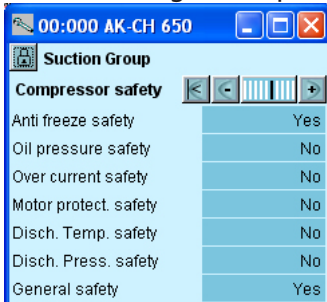 00:000 AK-CH 650
Suction Group
Compressor safety
Anti freeze safety Yes
Oil pressure safety No
Over current safety No
Motor protect. safety No
Disch. Temp. safety No
Disch. Press. safety No
General safety Yes